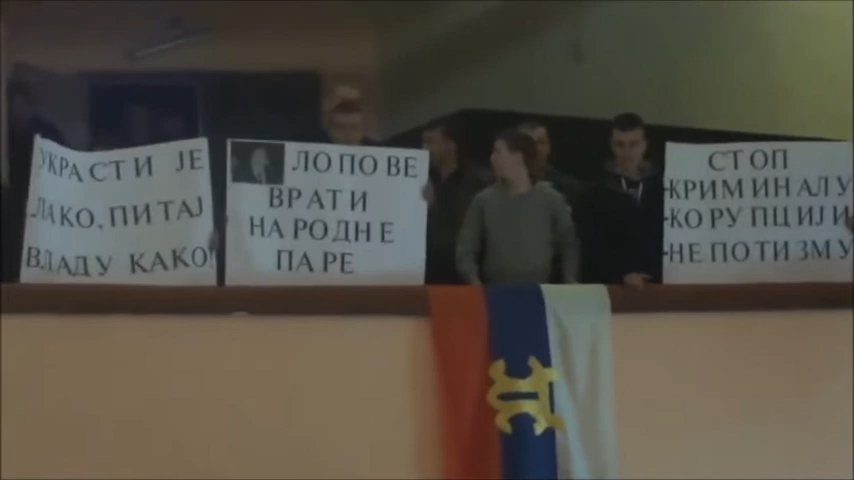 УКРАСТИ ЈЕ
ЛАКО, ПИТАЈ
ВЛАДУ КАКО!
ЛОПОВЕ
ВРАТИ
НАРОДНЕ
ПАРЕ
СТОП
-КРИМИНАЛУ
-КОРУПЦИЈИ
-НЕПОТИЗМУ